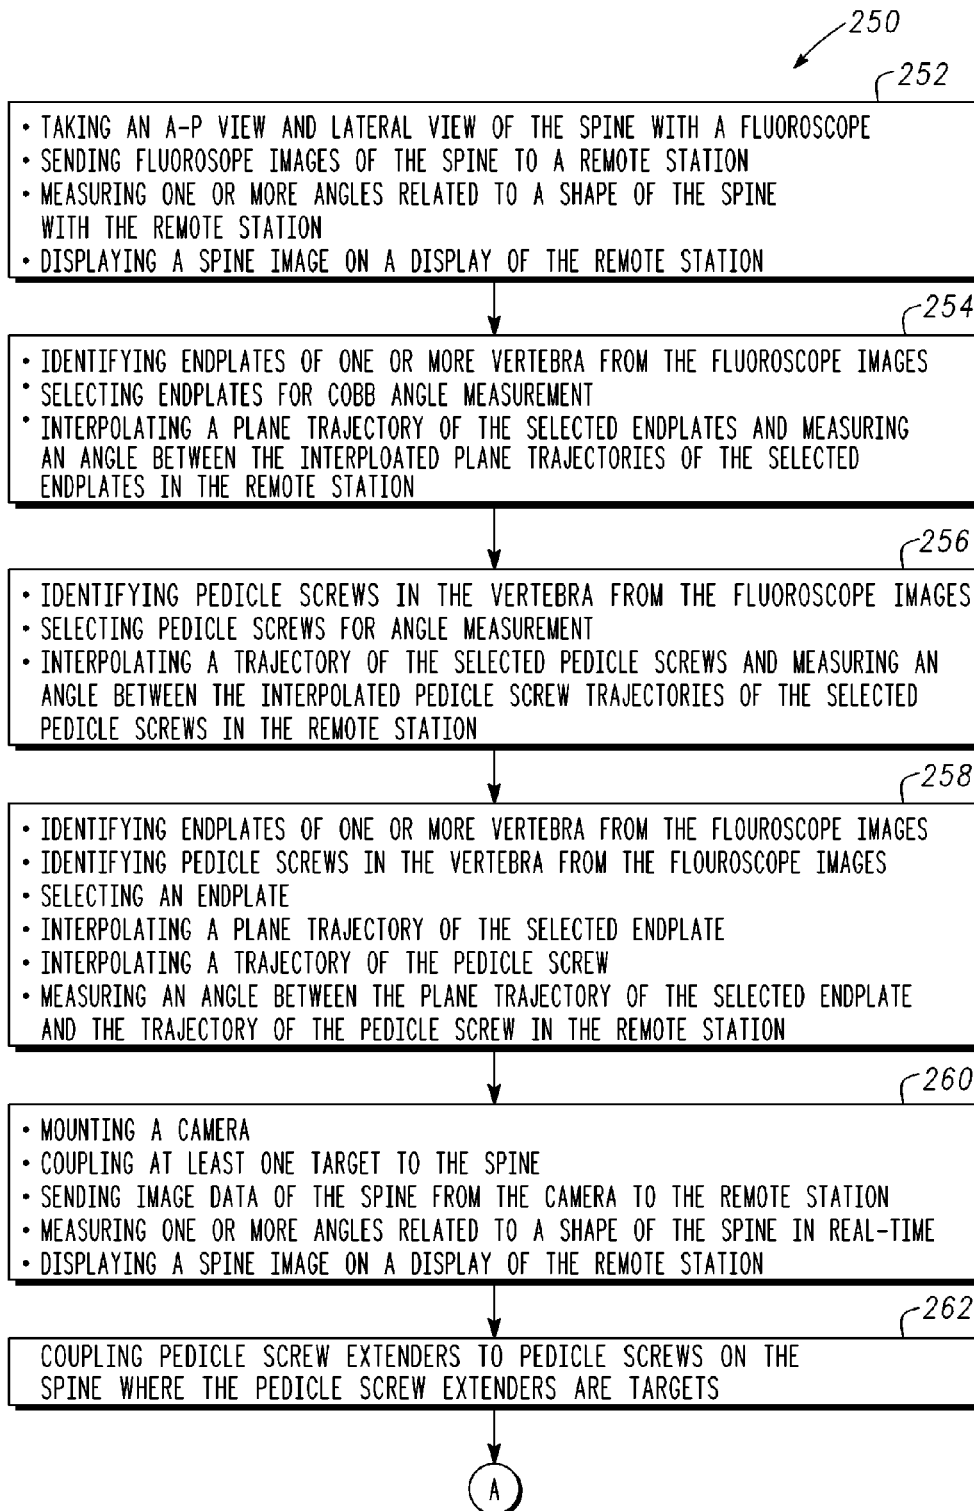 250
252
• TAKING AN A-P VIEW AND LATERAL VIEW OF THE SPINE WITH A FLUOROSCOPE
• SENDING FLUOROSOPE IMAGES OF THE SPINE TO A REMOTE STATION
• MEASURING ONE OR MORE ANGLES RELATED TO A SHAPE OF THE SPINE
WITH THE REMOTE STATION
• DISPLAYING A SPINE IMAGE ON A DISPLAY OF THE REMOTE STATION
254
• IDENTIFYING ENDPLATES OF ONE OR MORE VERTEBRA FROM THE FLUOROSCOPE IMAGES
• SELECTING ENDPLATES FOR COBB ANGLE MEASUREMENT
• INTERPOLATING A PLANE TRAJECTORY OF THE SELECTED ENDPLATES AND MEASURING
AN ANGLE BETWEEN THE INTERPLOATED PLANE TRAJECTORIES OF THE SELECTED
ENDPLATES IN THE REMOTE STATION
256
• IDENTIFYING PEDICLE SCREWS IN THE VERTEBRA FROM THE FLUOROSCOPE IMAGES
• SELECTING PEDICLE SCREWS FOR ANGLE MEASUREMENT
• INTERPOLATING A TRAJECTORY OF THE SELECTED PEDICLE SCREWS AND MEASURING AN
ANGLE BETWEEN THE INTERPOLATED PEDICLE SCREW TRAJECTORIES OF THE SELECTED
PEDICLE SCREWS IN THE REMOTE STATION
258
• IDENTIFYING ENDPLATES OF ONE OR MORE VERTEBRA FROM THE FLOUROSCOPE IMAGES
• IDENTIFYING PEDICLE SCREWS IN THE VERTEBRA FROM THE FLOUROSCOPE IMAGES
• SELECTING AN ENDPLATE
• INTERPOLATING A PLANE TRAJECTORY OF THE SELECTED ENDPLATE
• INTERPOLATING A TRAJECTORY OF THE PEDICLE SCREW
• MEASURING AN ANGLE BETWEEN THE PLANE TRAJECTORY OF THE SELECTED ENDPLATE
AND THE TRAJECTORY OF THE PEDICLE SCREW IN THE REMOTE STATION
260
• MOUNTING A CAMERA
• COUPLING AT LEAST ONE TARGET TO THE SPINE
• SENDING IMAGE DATA OF THE SPINE FROM THE CAMERA TO THE REMOTE STATION
• MEASURING ONE OR MORE ANGLES RELATED TO A SHAPE OF THE SPINE IN REAL-TIME
• DISPLAYING A SPINE IMAGE ON A DISPLAY OF THE REMOTE STATION
262
COUPLING PEDICLE SCREW EXTENDERS TO PEDICLE SCREWS ON THE
SPINE WHERE THE PEDICLE SCREW EXTENDERS ARE TARGETS
A